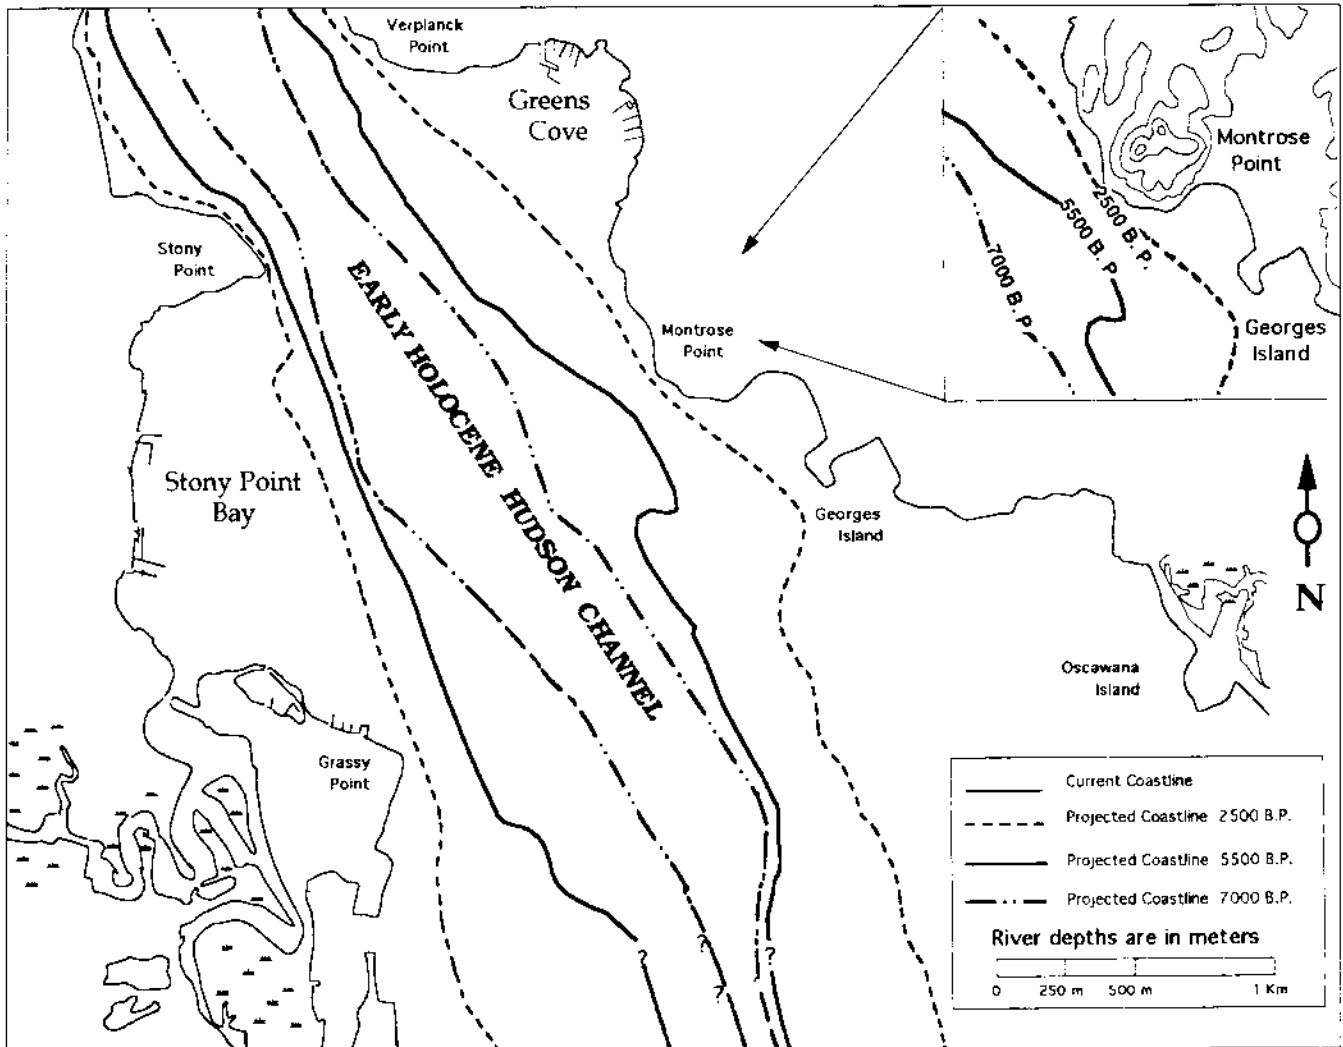 Verplanck
Point
Greens
Cove
Montrose
Point
2500 B.P.
5500 B.P.
7000 B.P.
Georges
Island
Stony
Point
Montrose
Point
EARLY HOLOCENE HUDSON CHANNEL
Stony Point
Bay
Georges
Island
N
Oscawana
Island
Grassy
Point
Current Coastline
Projected Coastline 2500 B.P.
Projected Coastline 5500 B.P.
Projected Coastline 7000 B.P.
River depths are in meters
0 250 m 500 m 1 Km
?
?
?
?